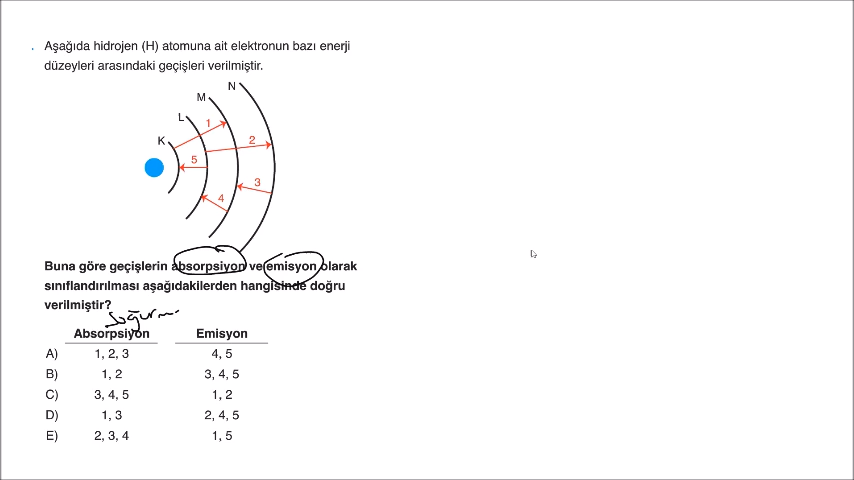 Aşağıda hidrojen (H) atomuna ait elektronun bazı enerji
düzeyleri arasındaki geçişleri verilmiştir.
N
M
L
K
1
2
5
3
4
Buna göre geçişlerin absorpsiyon ve emisyon olarak
sınıflandırılması aşağıdakilerden hangisinde doğru
verilmiştir?
Absorpsiyon Emisyon
A) 1, 2, 3 4, 5
B) 1, 2 3, 4, 5
C) 3, 4, 5 1, 2
D) 1, 3 2, 4, 5
E) 2, 3, 4 1, 5